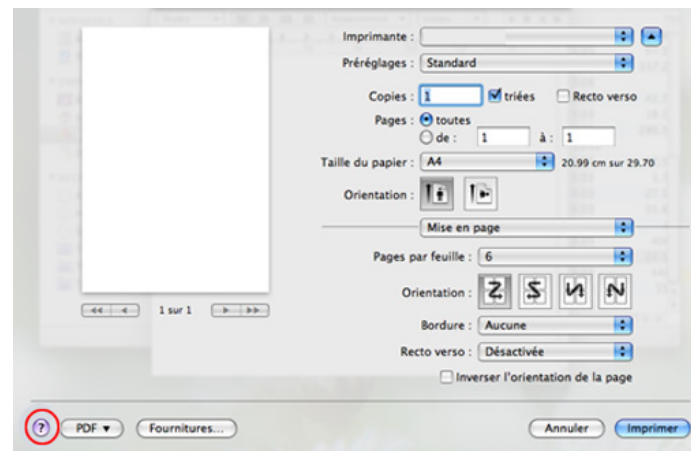 Imprimante :
Préréglages : Standard
Copies : 1 triées Recto verso
Pages : toutes
de : 1 à : 1
Taille du papier : A4 20.99 cm sur 29.70
Orientation :
Mise en page
Pages par feuille : 6
Orientation :
1 sur 1
Bordure : Aucune
Recto verso : Désactivée
Inverser l'orientation de la page
? PDF Fournitures... Annuler Imprimer